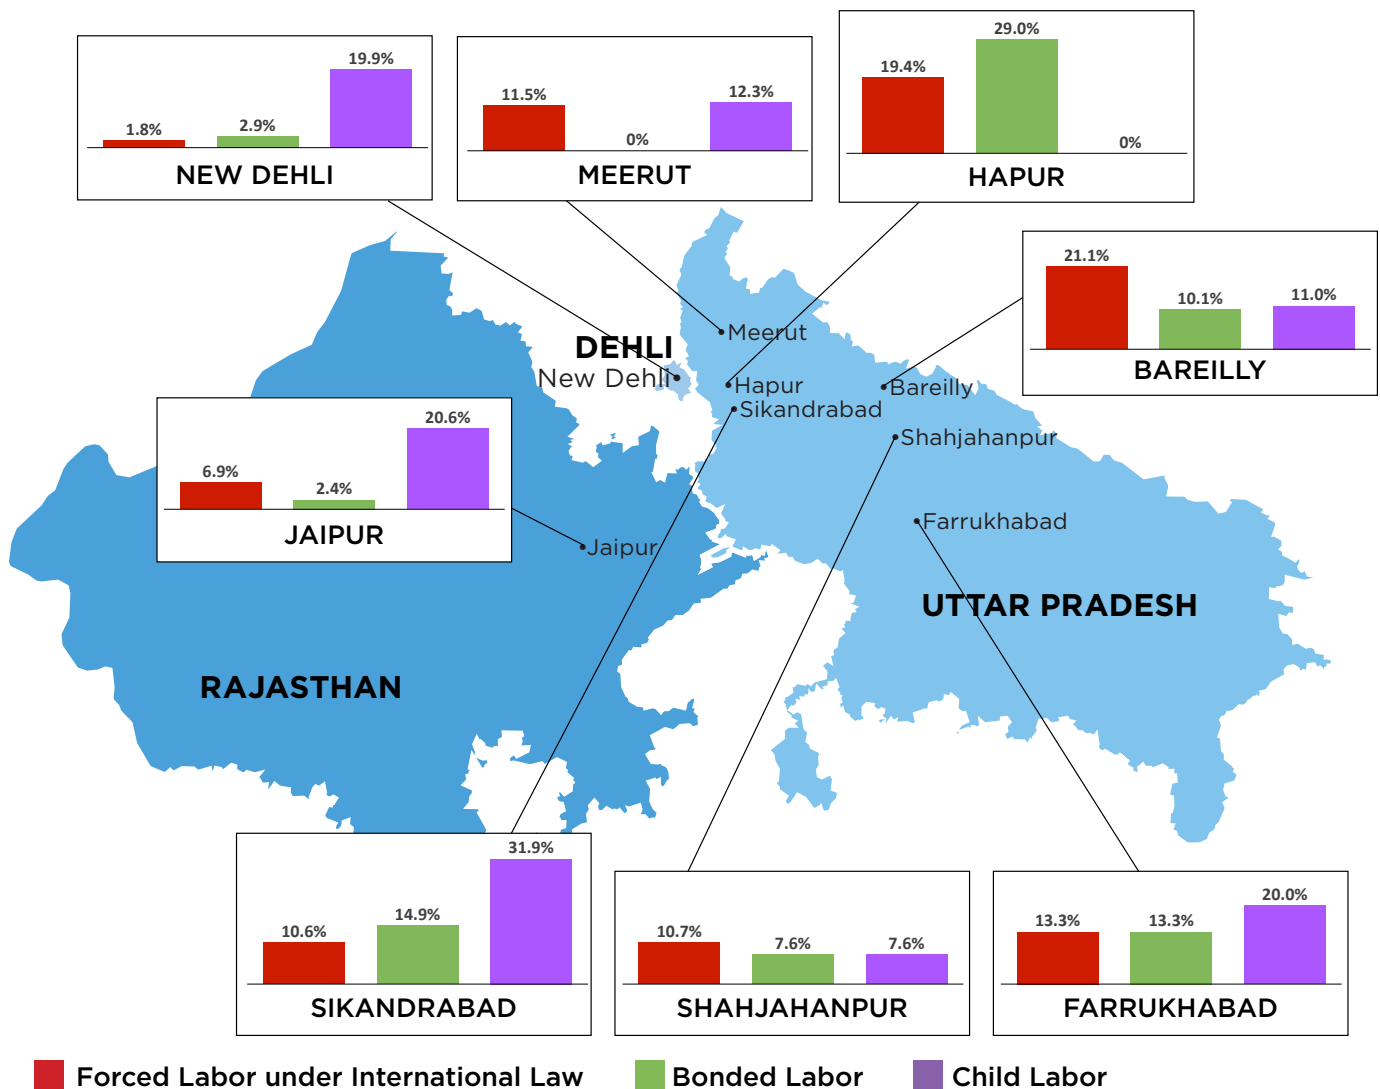 19.9%
1.8%
2.9%
NEW DEHLI
11.5%
0%
12.3%
MEERUT
29.0%
19.4%
0%
HAPUR
21.1%
10.1%
11.0%
BAREILLY
Meerut
DEHLI
New Dehli
Hapur
Bareilly
Sikandrabad
Shahjahanpur
20.6%
6.9%
2.4%
JAIPUR
Farrukhabad
Jaipur
UTTAR PRADESH
RAJASTHAN
31.9%
10.6%
14.9%
SIKANDRABAD
10.7%
7.6%
7.6%
SHAHJAHANPUR
20.0%
13.3%
13.3%
FARRUKHABAD
Forced Labor under International Law
Bonded Labor
Child Labor